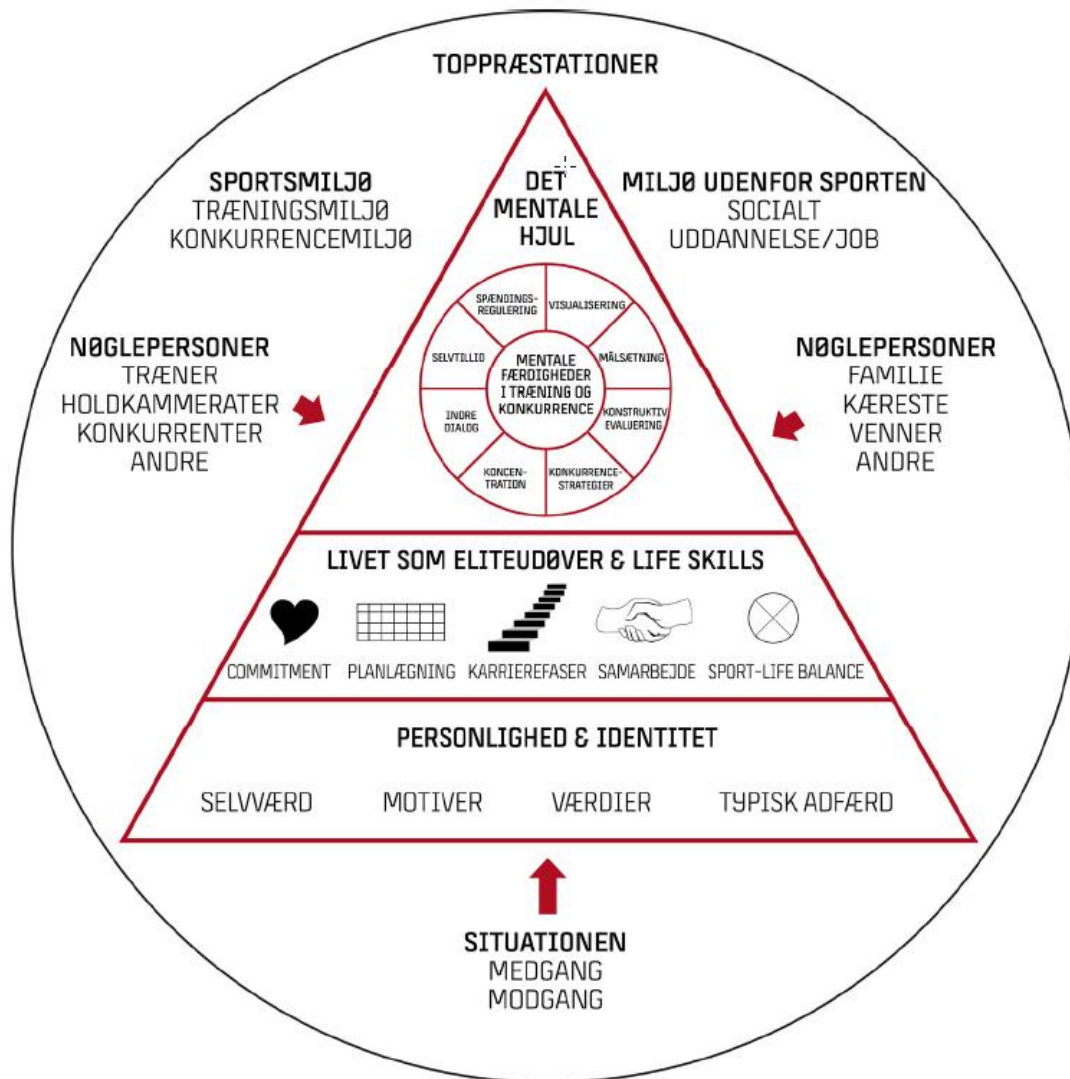 TOPPRÆSTATIONER
SPORTSMILJØ
TRÆNINGSMILJØ
KONKURRENCEMILJØ
DET
MENTALE
HJUL
MILJØ UDENFOR SPORTEN
SOCIALT
UDDANNELSE/JOB
NØGLEPERSONER
TRÆNER
HOLDKAMMERATER
KONKURRENTER
ANDRE
SPÆNDINGS-
REGULERING
VISUALISERING
SELVTILLID
MÅLSÆTNING
MENTALE
FÆRDIGHEDER
I TRÆNING OG
KONKURRENCE
INDRE
DIALOG
KONSTRUKTIV
EVALUERING
KONCEN-
TRATION
KONKURRENCE-
STRATEGIER
NØGLEPERSONER
FAMILIE
KÆRESTE
VENNER
ANDRE
LIVET SOM ELITEUDØVER & LIFE SKILLS
COMMITMENT
PLANLÆGNING
KARRIEREFASER
SAMARBEJDE
SPORT-LIFE BALANCE
PERSONLIGHED & IDENTITET
SELVVÆRD
MOTIVER
VÆRDIER
TYPISK ADFÆRD
SITUATIONEN
MEDGANG
MODGANG